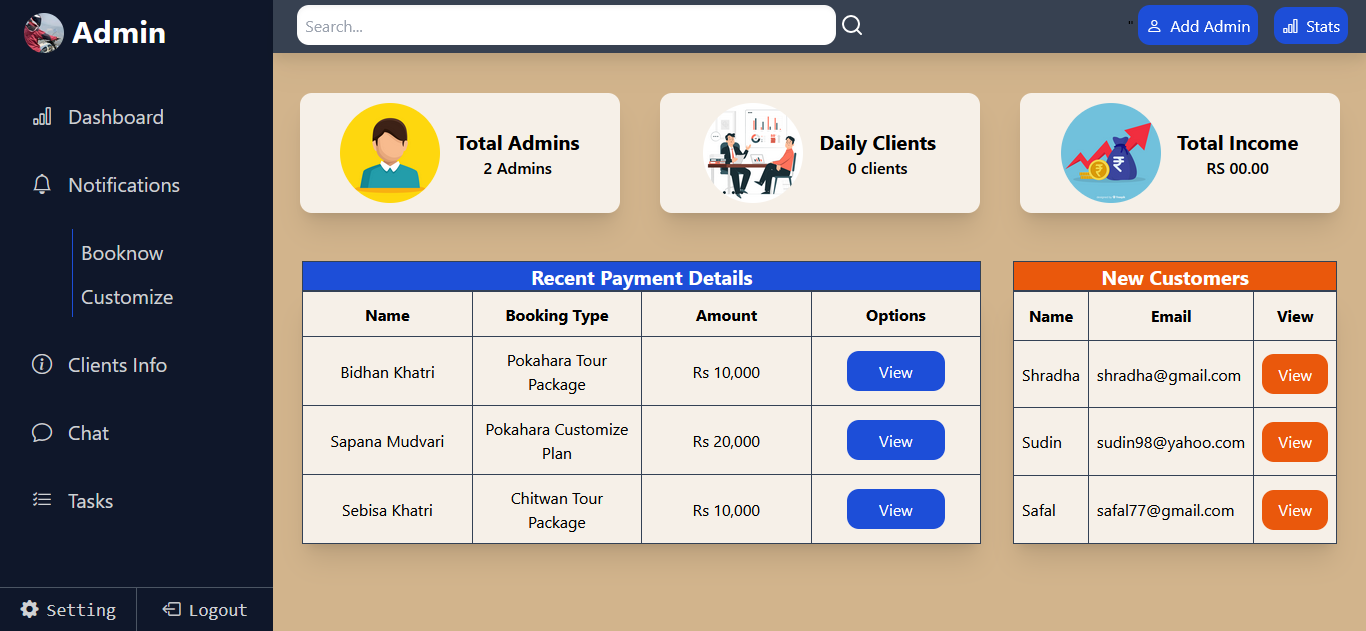 Admin
Search...
" Add Admin
Stats
Dashboard
Notifications
Booknow
Customize
Clients Info
Chat
Tasks
Setting
Logout
Total Admins
2 Admins
Daily Clients
0 clients
Total Income
RS 00.00
Recent Payment Details
Name Booking Type Amount Options
Bidhan Khatri Pokahara Tour Package Rs 10,000 View
Sapana Mudvari Pokahara Customize Plan Rs 20,000 View
Sebisa Khatri Chitwan Tour Package Rs 10,000 View
New Customers
Name Email View
Shradha shradha@gmail.com View
Sudin sudin98@yahoo.com View
Safal safal77@gmail.com View